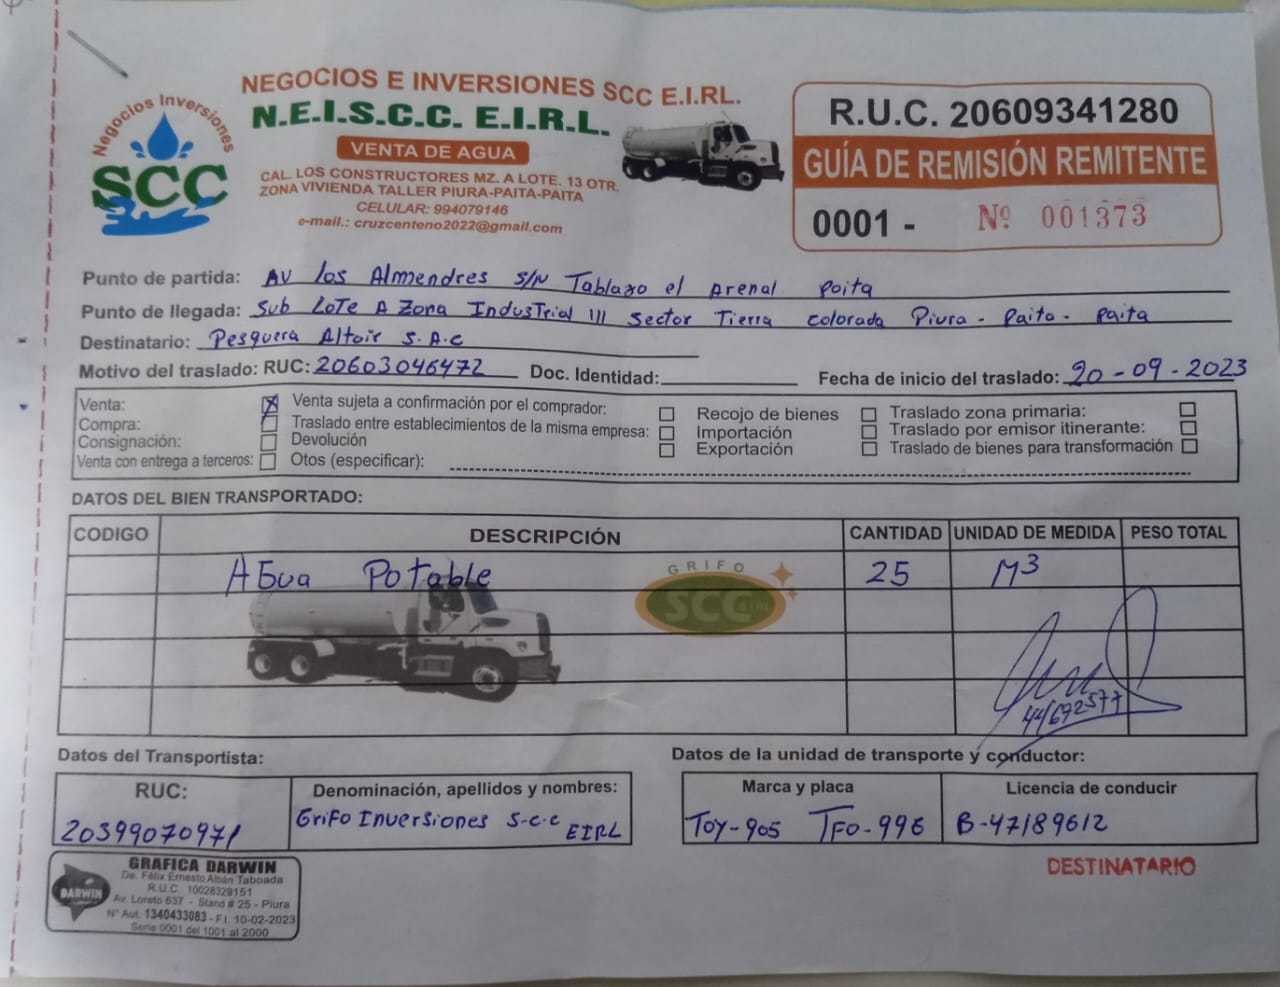 Negocios Inversiones
SCC
NEGOCIOS E INVERSIONES SCC E.I.RL.
N.E.I.S.C.C. E.I.R.L.
VENTA DE AGUA
CAL. LOS CONSTRUCTORES MZ. A LOTE. 13 OTR.
ZONA VIVIENDA TALLER PIURA-PAITA-PAITA
CELULAR: 994079146
e-mail.: cruzcenteno2022@gmail.com
R.U.C. 20609341280
GUÍA DE REMISIÓN REMITENTE
0001 - Nº 001373
Punto de partida: AV Los Almendres s/N Tablazo el Arenal Paita
Punto de llegada: Sub Lote A Zona Industrial III Sector Tierra Colorada Piura - Paita - Paita
Destinatario: Pesquera Altair S.A.C
Motivo del traslado: RUC: 20603046472 Doc. Identidad: Fecha de inicio del traslado: 20-09-2023
Venta: X Venta sujeta a confirmación por el comprador: Recojo de bienes Traslado zona primaria:
Compra: Traslado entre establecimientos de la misma empresa: Importación Traslado por emisor itinerante:
Consignación: Devolución Exportación Traslado de bienes para transformación
Venta con entrega a terceros: Otos (especificar):
DATOS DEL BIEN TRANSPORTADO:
CODIGO DESCRIPCIÓN CANTIDAD UNIDAD DE MEDIDA PESO TOTAL
Agua Potable 25 M3
GRIFO
SCC E.I.RL
44692577
Datos del Transportista: Datos de la unidad de transporte y conductor:
RUC: Denominación, apellidos y nombres: Marca y placa Licencia de conducir
20399070971 Grifo Inversiones S.C.C EIRL TOY-905 TFO-996 B-47189612
DESTINATARIO
DARWIN
GRAFICA DARWIN
De. Félix Ernesto Albán Taboada
R.U.C. 10028329151
Av. Loreto 637 - Stand # 25 - Piura
Nº Aut. 1340433083 - F.I. 10-02-2023
Serie 0001 del 1001 al 2000